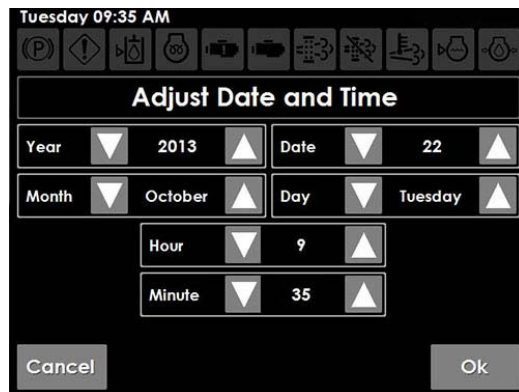 Tuesday 09:35 AM
(P)
Adjust Date and Time
Year 2013 Date 22
Month October Day Tuesday
Hour 9
Minute 35
Cancel Ok